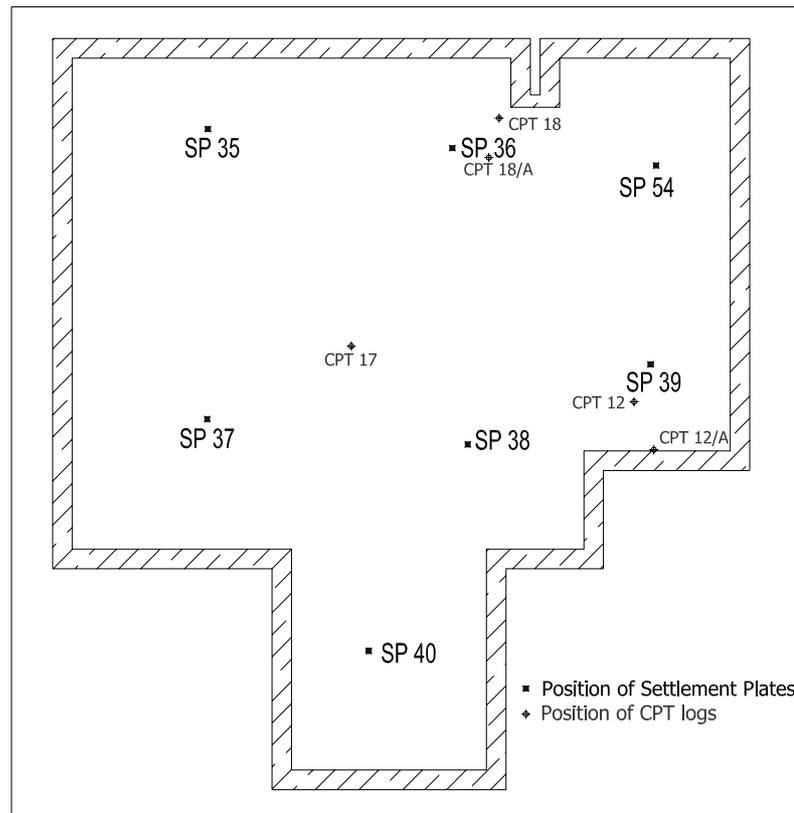 CPT 18
SP 35
SP 36
CPT 18/A
SP 54
CPT 17
SP 39
CPT 12
SP 37
SP 38
CPT 12/A
SP 40
Position of Settlement Plates
Position of CPT logs